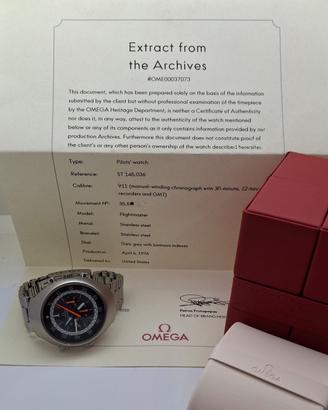 Extract from
the Archives
#OME00037073
This document, which has been prepared solely on the basis of the information
submitted by the client but without professional examination of the timepiece
by the OMEGA Heritage Department, is neither a Certificate of Authenticity
nor does it, in any way, attest to the authenticity of the watch mentioned
below or any of its components as it only contains information provided by our
production Archives. Furthermore this document does not constitute proof of
the client's or any other person's ownership of the watch described hereafter.
Type: Pilots' watch
Reference: ST 145.036
Calibre: 911 (manual-winding chronograph with 30-minute, 12-hour
recorders and GMT)
Movement N°: 35.5
Model: Flightmaster
Metal: Stainless steel
Bracelet: Stainless steel
Dial: grey with luminous indexes
Production: April 6, 1974
Delivered to: United States
Petros Protopapas
HEAD OF BRAND HERITAGE
OMEGA